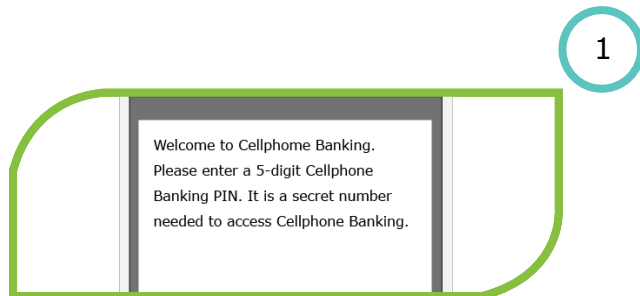 1
Welcome to Cellphome Banking.
Please enter a 5-digit Cellphone
Banking PIN. It is a secret number
needed to access Cellphone Banking.